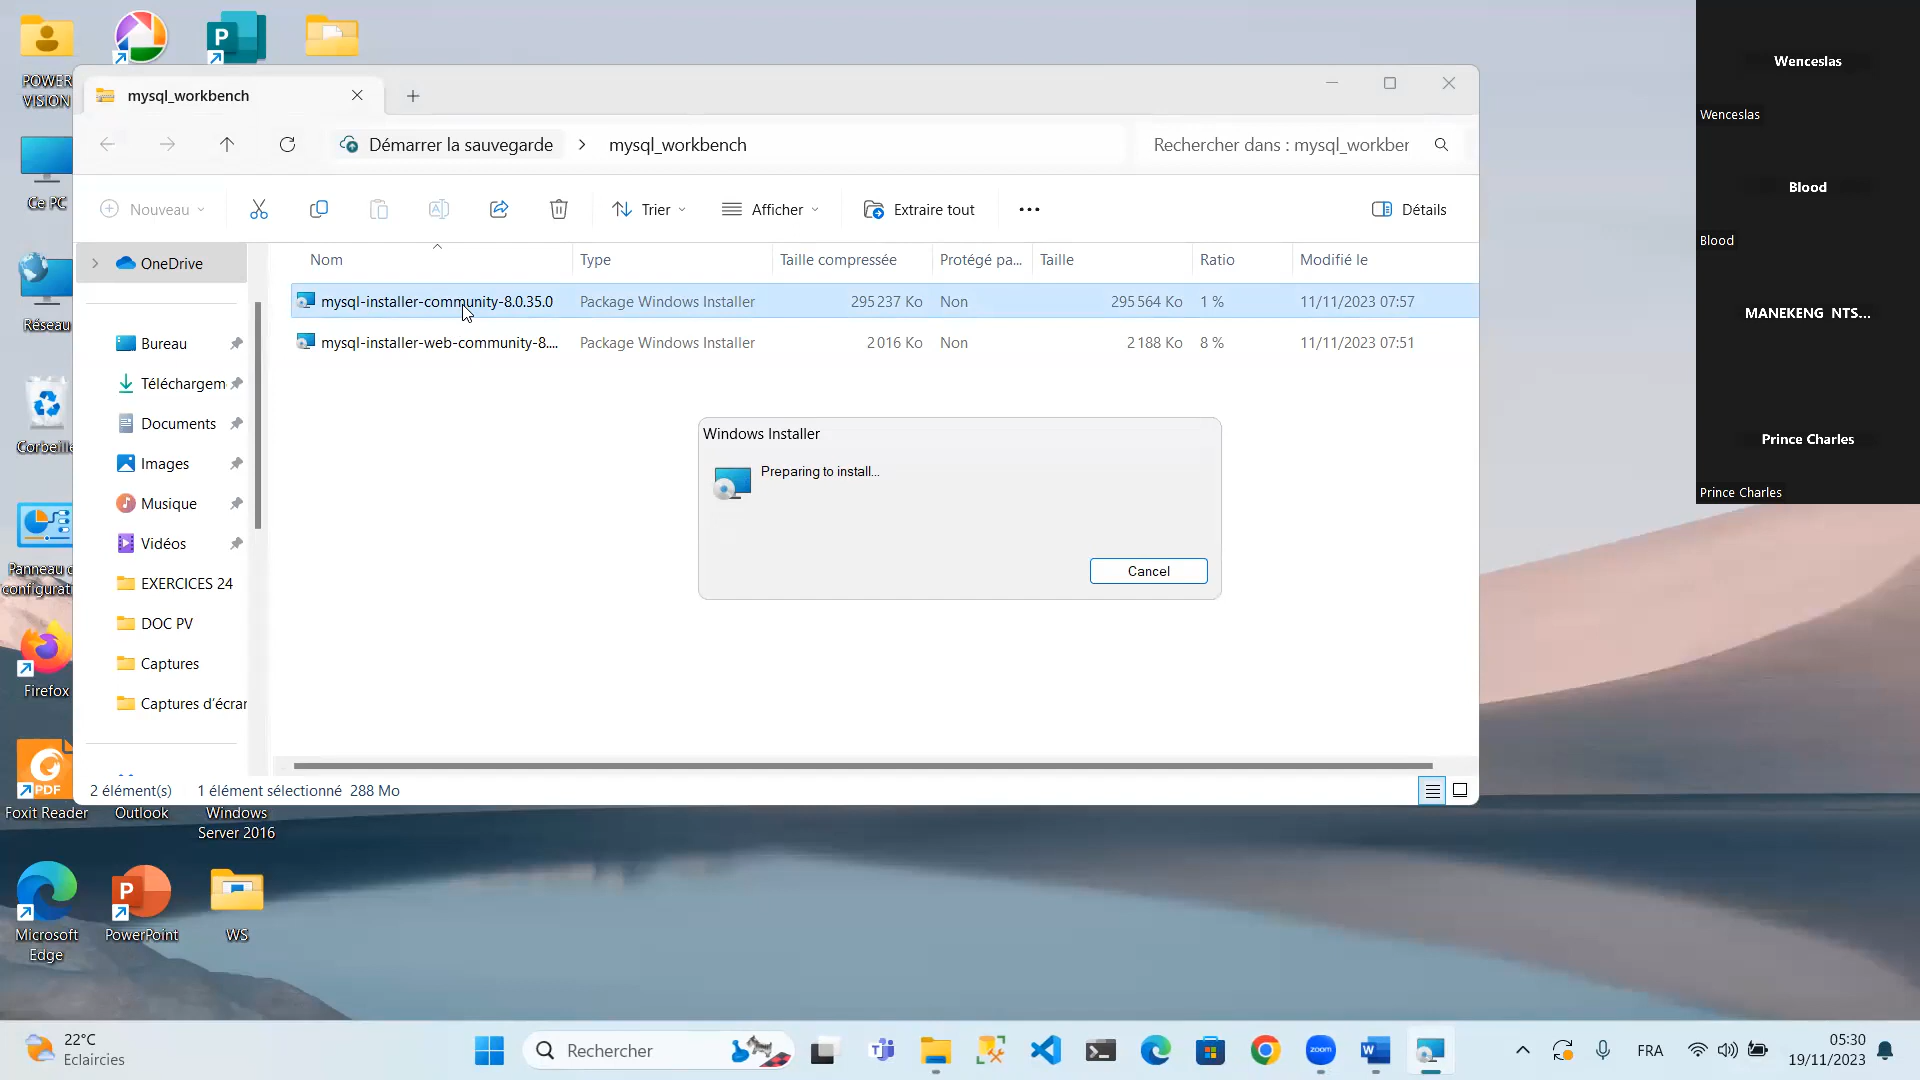 POWER
VISION
mysql_workbench
Démarrer la sauvegarde
mysql_workbench
Rechercher dans : mysql_workber
Nouveau
Trier
Afficher
Extraire tout
Détails
Ce PC
Réseau
Corbeille
Panneau d
configurati
Firefox
Foxit Reader
Outlook
Windows
Server 2016
Microsoft
Edge
PowerPoint
WS
OneDrive
Bureau
Téléchargem
Documents
Images
Musique
Vidéos
EXERCICES 24
DOC PV
Captures
Captures d'écrar
Nom
Type
Taille compressée
Protégé pa...
Taille
Ratio
Modifié le
mysql-installer-community-8.0.35.0 Package Windows Installer 295 237 Ko Non 295 564 Ko 1 % 11/11/2023 07:57
mysql-installer-web-community-8.... Package Windows Installer 2 016 Ko Non 2 188 Ko 8 % 11/11/2023 07:51
Windows Installer
Preparing to install...
Cancel
2 élément(s) 1 élément sélectionné 288 Mo
Wenceslas
Wenceslas
Blood
Blood
MANEKENG NTS...
Prince Charles
Prince Charles
22°C
Eclaircies
Rechercher
zoom
FRA
05:30
19/11/2023